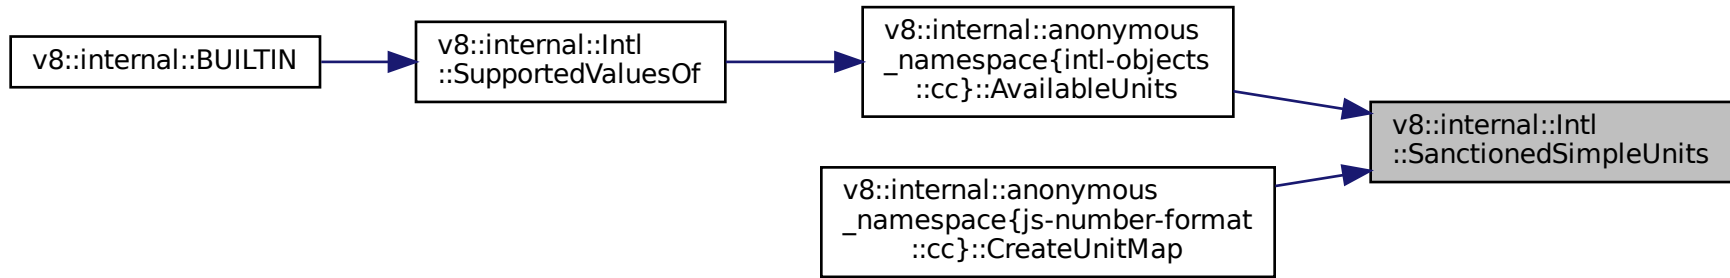 v8::internal::BUILTIN
v8::internal::Intl
::SupportedValuesOf
v8::internal::anonymous
_namespace{intl-objects
::cc}::AvailableUnits
v8::internal::Intl
::SanctionedSimpleUnits
v8::internal::anonymous
_namespace{js-number-format
::cc}::CreateUnitMap